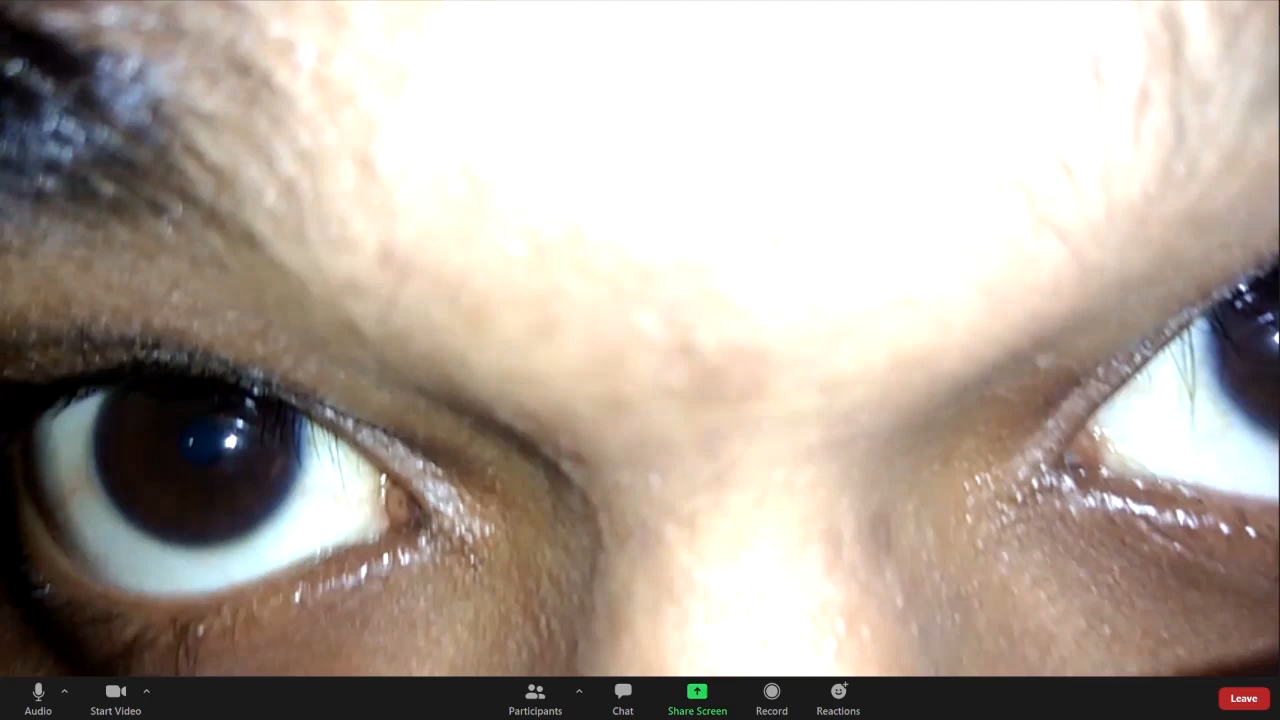 Audio
Start Video
Participants
Chat
Share Screen
Record
Reactions
Leave